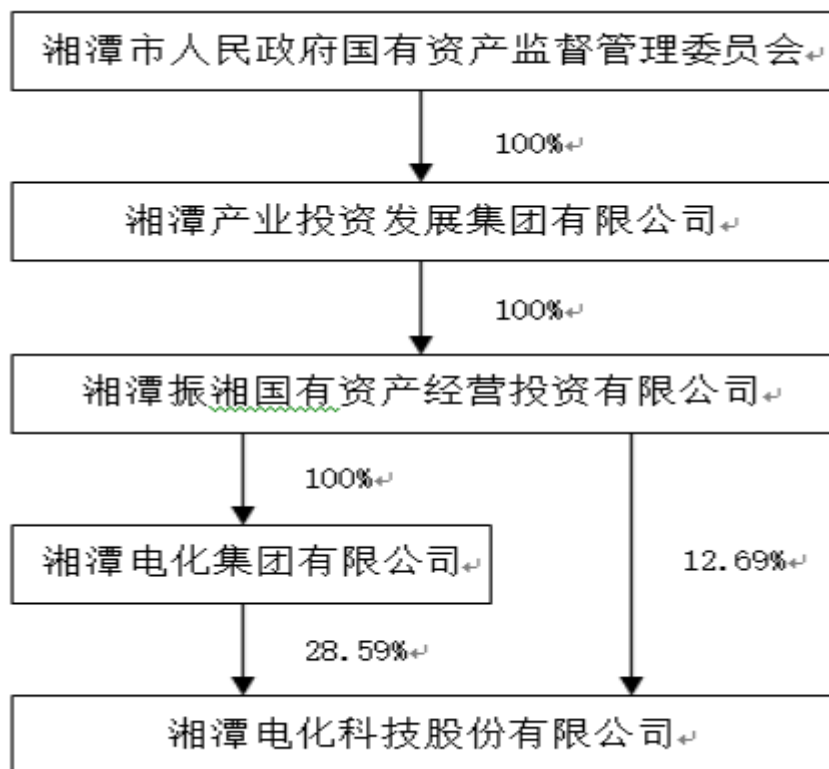 湘潭市人民政府国有资产监督管理委员会
100%
湘潭产业投资发展集团有限公司
100%
湘潭振湘国有资产经营投资有限公司
100%
湘潭电化集团有限公司
12.69%
28.59%
湘潭电化科技股份有限公司